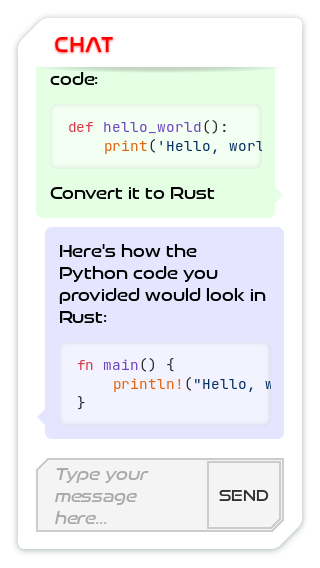 CHAT
code:
def hello_world():
print('Hello, worl
Convert it to Rust
Here's how the
Python code you
provided would look in
Rust:
fn main() {
println!("Hello, w
}
Type your
message
here...
SEND